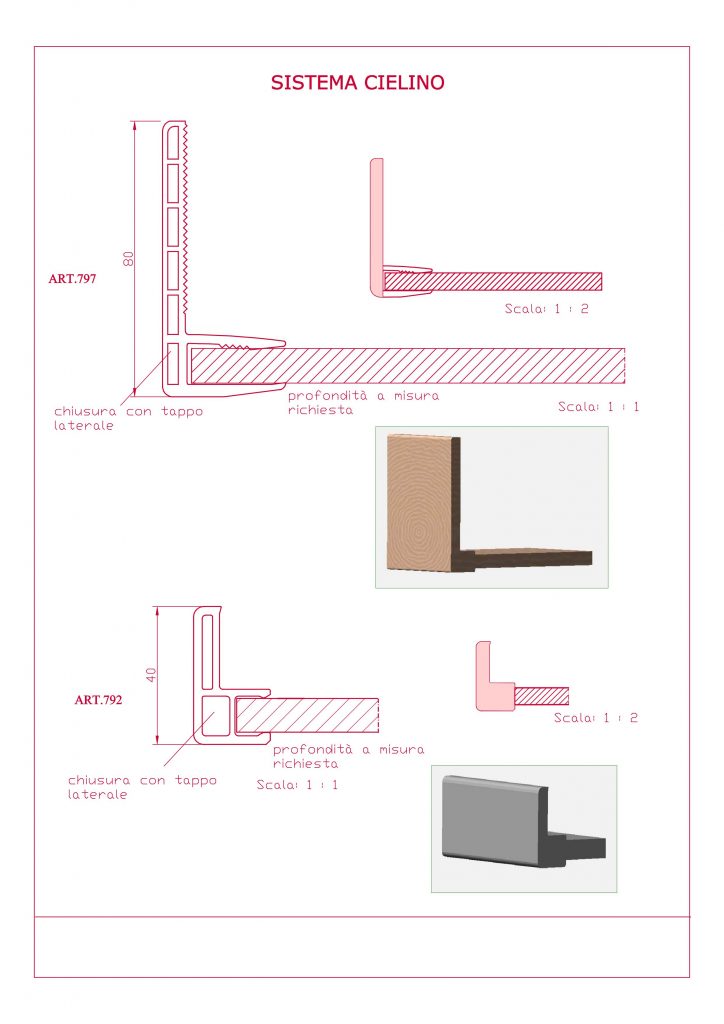 SISTEMA CIELINO
80
ART.797
Scala: 1 : 2
chiusura con tappo
laterale
profondità a misura
richiesta
Scala: 1 : 1
40
ART.792
Scala: 1 : 2
profondità a misura
richiesta
chiusura con tappo
laterale
Scala: 1 : 1